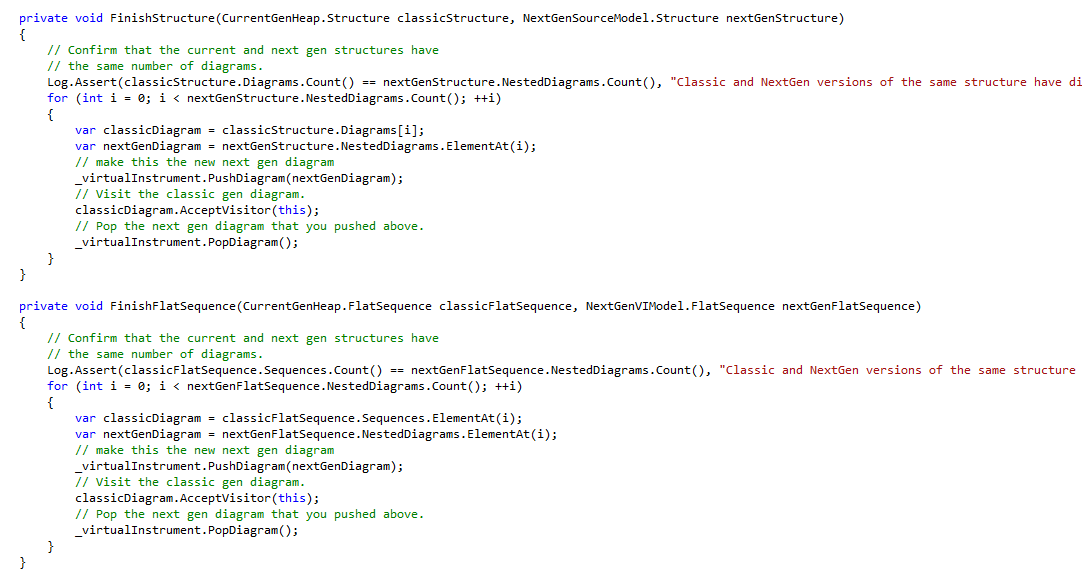 private void FinishStructure(CurrentGenHeap.Structure classicStructure, NextGenSourceModel.Structure nextGenStructure)
{
    // Confirm that the current and next gen structures have
    // the same number of diagrams.
    Log.Assert(classicStructure.Diagrams.Count() == nextGenStructure.NestedDiagrams.Count(), "Classic and NextGen versions of the same structure have di
    for (int i = 0; i < nextGenStructure.NestedDiagrams.Count(); ++i)
    {
        var classicDiagram = classicStructure.Diagrams[i];
        var nextGenDiagram = nextGenStructure.NestedDiagrams.ElementAt(i);
        // make this the new next gen diagram
        _virtualInstrument.PushDiagram(nextGenDiagram);
        // Visit the classic gen diagram.
        classicDiagram.AcceptVisitor(this);
        // Pop the next gen diagram that you pushed above.
        _virtualInstrument.PopDiagram();
    }
}

private void FinishFlatSequence(CurrentGenHeap.FlatSequence classicFlatSequence, NextGenVIModel.FlatSequence nextGenFlatSequence)
{
    // Confirm that the current and next gen structures have
    // the same number of diagrams.
    Log.Assert(classicFlatSequence.Sequences.Count() == nextGenFlatSequence.NestedDiagrams.Count(), "Classic and NextGen versions of the same structure
    for (int i = 0; i < nextGenFlatSequence.NestedDiagrams.Count(); ++i)
    {
        var classicDiagram = classicFlatSequence.Sequences.ElementAt(i);
        var nextGenDiagram = nextGenFlatSequence.NestedDiagrams.ElementAt(i);
        // make this the new next gen diagram
        _virtualInstrument.PushDiagram(nextGenDiagram);
        // Visit the classic gen diagram.
        classicDiagram.AcceptVisitor(this);
        // Pop the next gen diagram that you pushed above.
        _virtualInstrument.PopDiagram();
    }
}